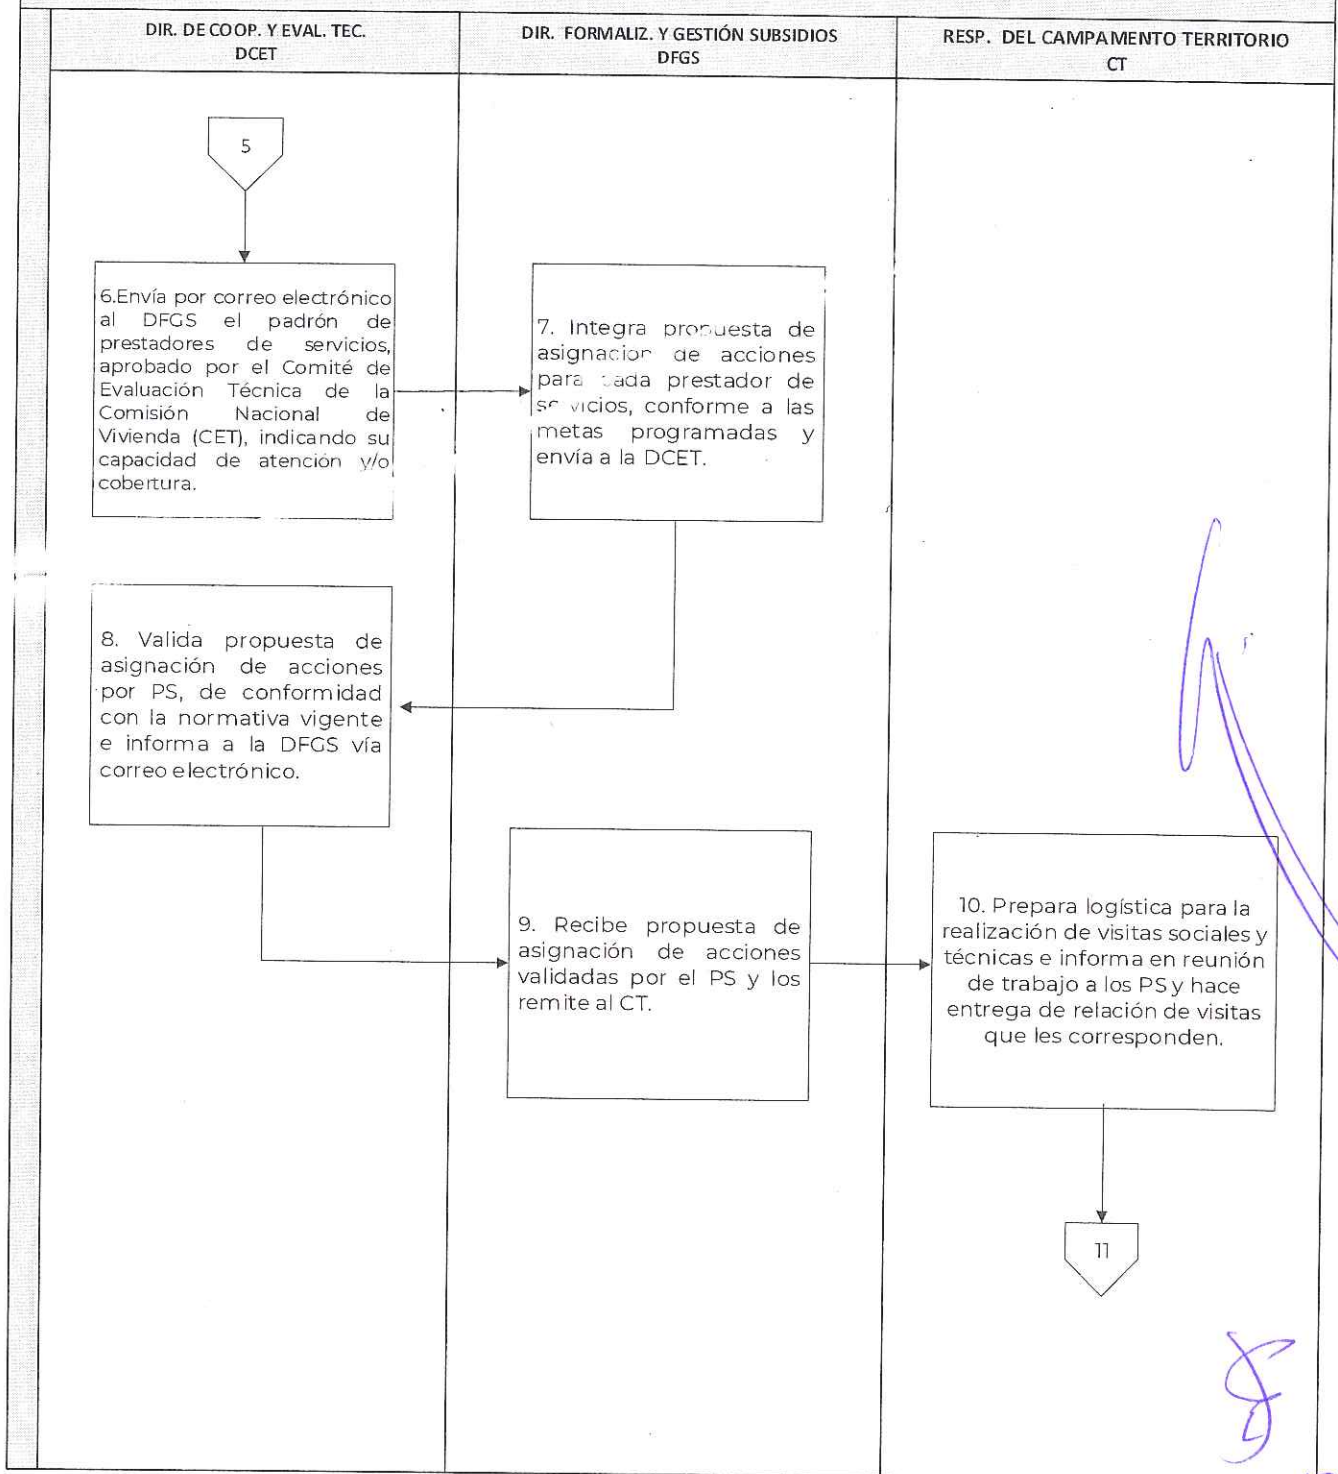 DIR. DE COOP. Y EVAL. TEC.
DCET
DIR. FORMALIZ. Y GESTIÓN SUBSIDIOS
DFGS
RESP. DEL CAMPAMENTO TERRITORIO
CT
5
6.Envía por correo electrónico
al DFGS el padrón de
prestadores de servicios,
aprobado por el Comité de
Evaluación Técnica de la
Comisión Nacional de
Vivienda (CET), indicando su
capacidad de atención y/o
cobertura.
7. Integra propuesta de
asignación de acciones
para cada prestador de
servicios, conforme a las
metas programadas y
envía a la DCET.
8. Valida propuesta de
asignación de acciones
por PS, de conformidad
con la normativa vigente
e informa a la DFGS vía
correo electrónico.
9. Recibe propuesta de
asignación de acciones
validadas por el PS y los
remite al CT.
10. Prepara logística para la
realización de visitas sociales y
técnicas e informa en reunión
de trabajo a los PS y hace
entrega de relación de visitas
que les corresponden.
11